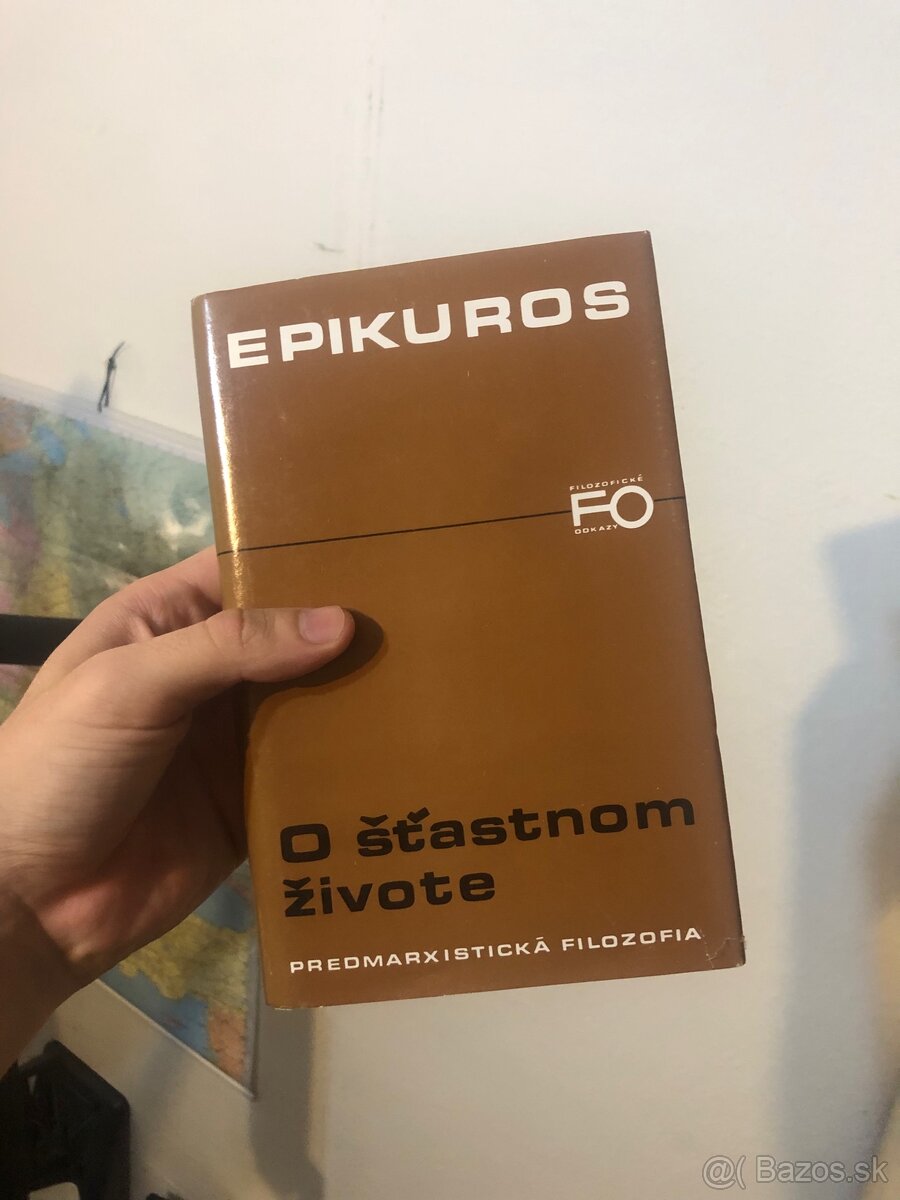 EPIKUROS
FILOZOFICKÉ
FO
ODKAZY
O šťastnom
živote
PREDMARXISTICKÁ FILOZOFIA
@( Bazos.sk